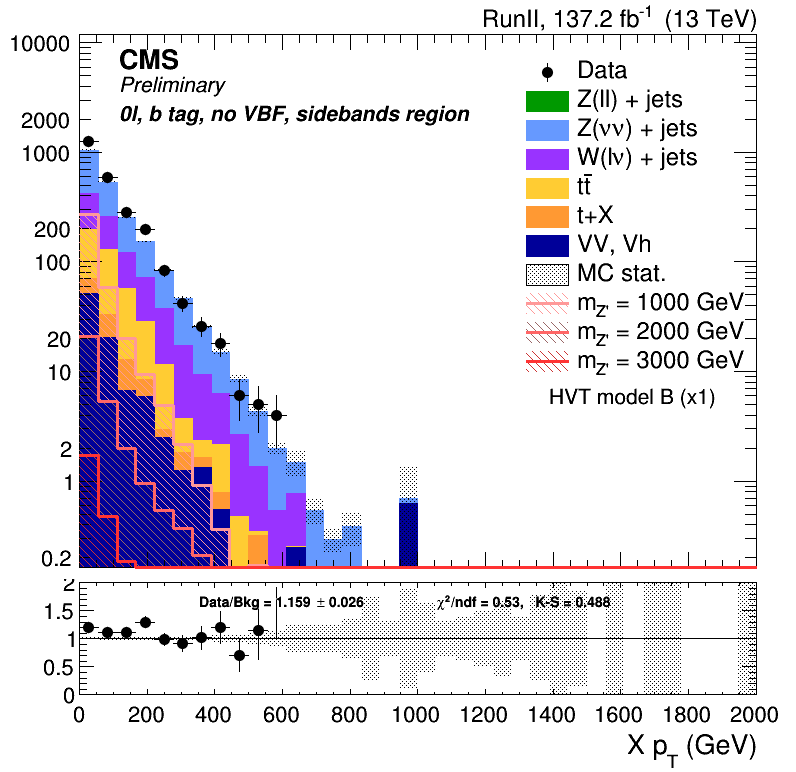 RunII, 137.2 fb⁻¹ (13 TeV)
CMS
Preliminary
0l, b tag, no VBF, sidebands region
Data
Z(ll) + jets
Z(νν) + jets
W(lν) + jets
tt̄
t+X
VV, Vh
MC stat.
m_Z' = 1000 GeV
m_Z' = 2000 GeV
m_Z' = 3000 GeV
HVT model B (x1)
10000
2000
1000
200
100
20
10
2
1
0.2
Data/Bkg = 1.159 ± 0.026
χ²/ndf = 0.53, K-S = 0.488
2
1.5
1
0.5
0
0 200 400 600 800 1000 1200 1400 1600 1800 2000
X p_T (GeV)